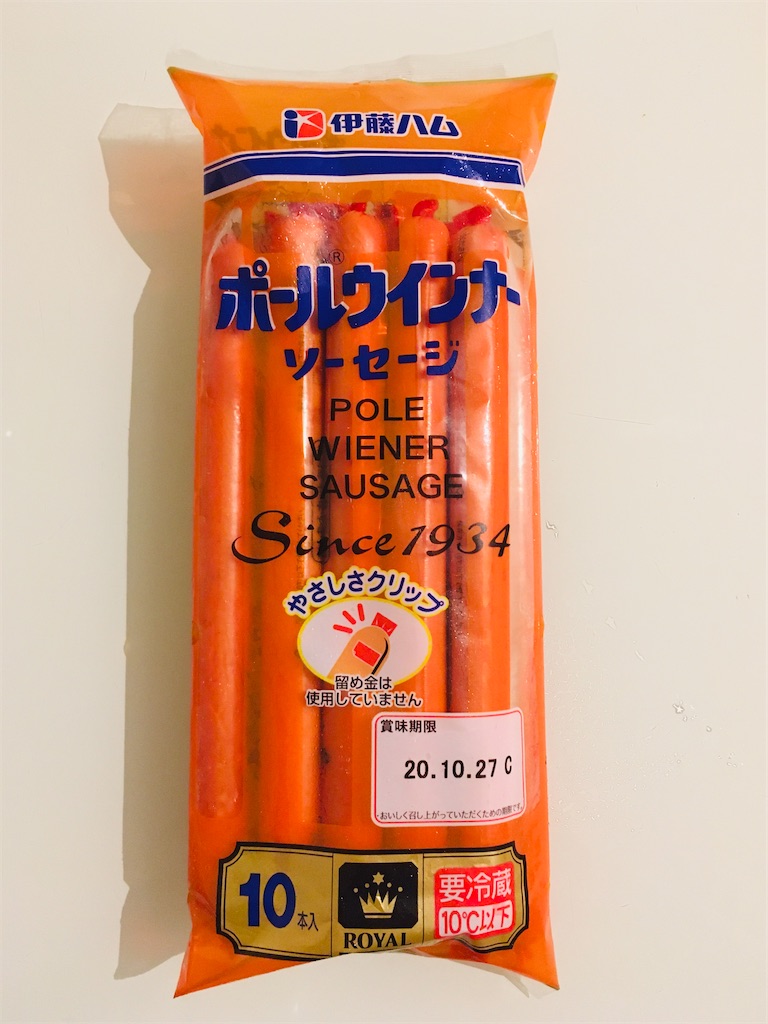 伊藤ハム
®
ポールウインナー
ソーセージ
POLE
WIENER
SAUSAGE
Since 1934
やさしさクリップ
留め金は
使用していません
賞味期限
20.10.27 C
・おいしく召し上がっていただくための期限です。
10本入
ROYAL
要冷蔵
10℃以下